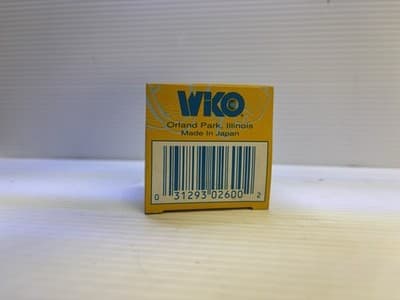 WIKO
Orland Park, Illinois
Made In Japan
0 31293 02600 2